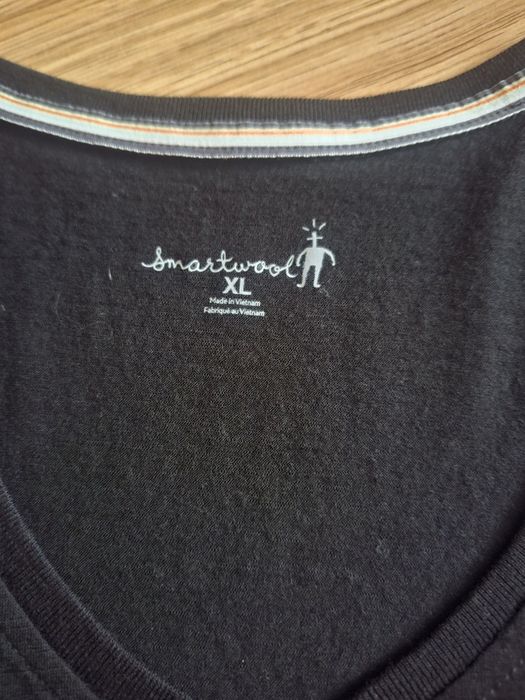 smartwool
XL
Made in Vietnam
Fabriqué au Vietnam